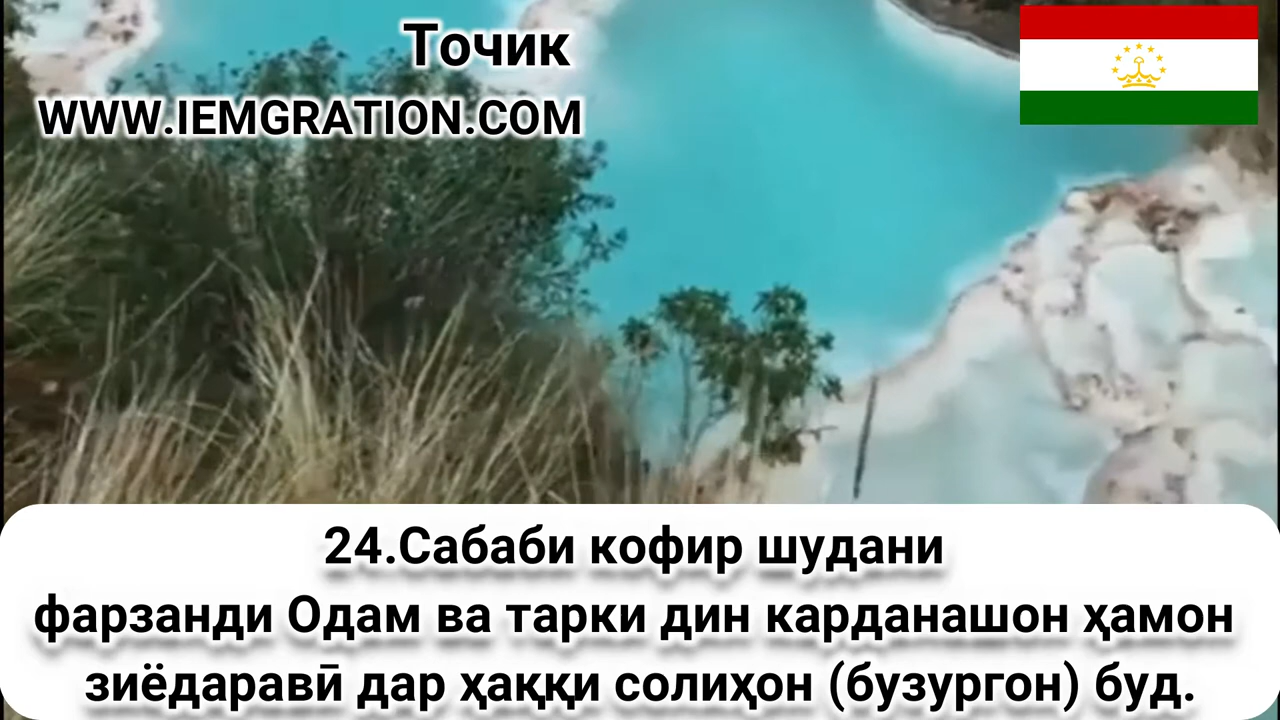 Точик
WWW.IEMGRATION.COM
24.Сабаби кофир шудани
фарзанди Одам ва тарки дин карданашон ҳамон
зиёдаравӣ дар ҳаққи солиҳон (бузургон) буд.